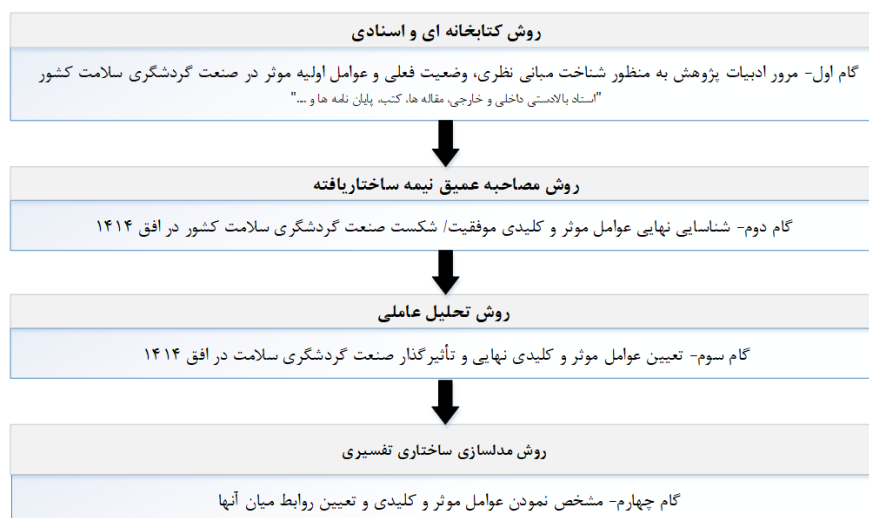 روش کتابخانه ای و اسنادی
گام اول- مرور ادبیات پژوهش به منظور شناخت مبانی نظری، وضعیت فعلی و عوامل اولیه موثر در صنعت گردشگری سلامت کشور
"اسناد بالادستی داخلی و خارجی، مقاله ها، کتب، پایان نامه ها و ...."
روش مصاحبه عمیق نیمه ساختاریافته
گام دوم- شناسایی نهایی عوامل موثر و کلیدی موفقیت/ شکست صنعت گردشگری سلامت کشور در افق ۱۴۱۴
روش تحلیل عاملی
گام سوم- تعیین عوامل موثر و کلیدی نهایی و تأثیرگذار صنعت گردشگری سلامت در افق ۱۴۱۴
روش مدلسازی ساختاری تفسیری
گام چهارم- مشخص نمودن عوامل موثر و کلیدی و تعیین روابط میان آنها